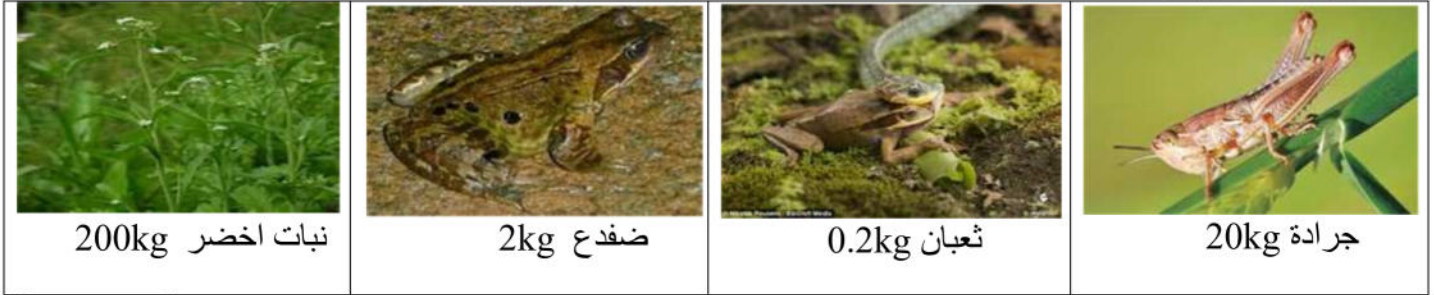 جرادة 20kg
ثعبان 0.2kg
ضفدع 2kg
نبات اخضر 200kg